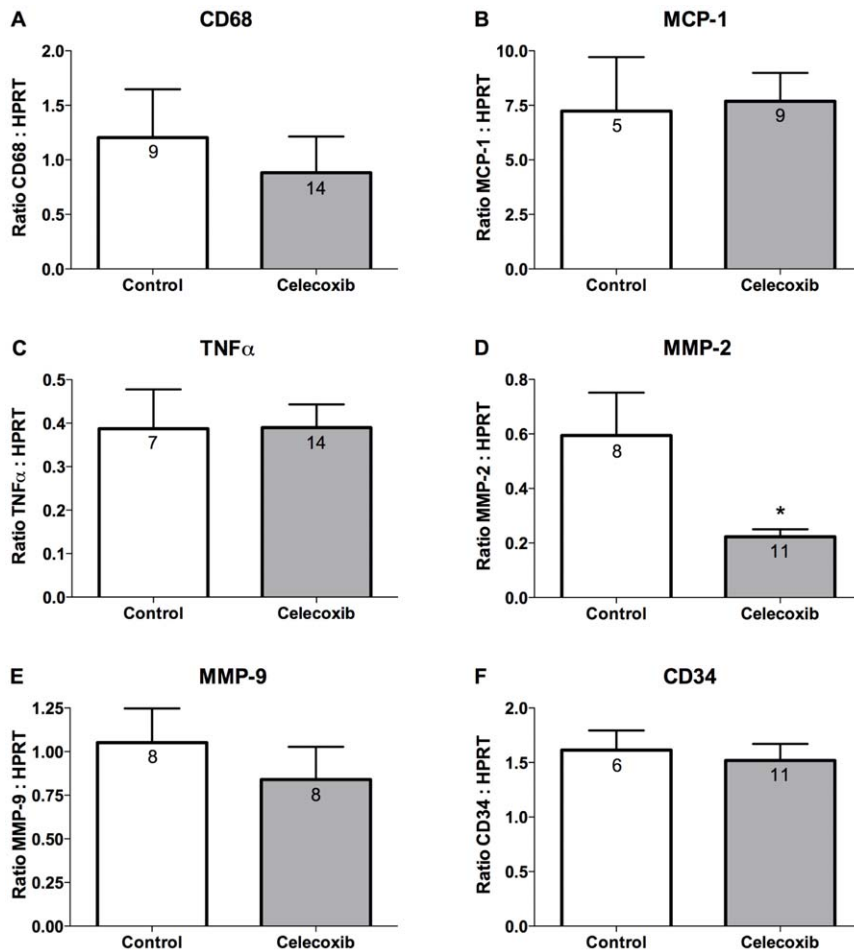 A
CD68
Ratio CD68 : HPRT
2.0
1.5
1.0
0.5
0.0
9
14
Control
Celecoxib
B
MCP-1
Ratio MCP-1 : HPRT
10.0
7.5
5.0
2.5
0.0
5
9
Control
Celecoxib
C
TNFα
Ratio TNFα : HPRT
0.5
0.4
0.3
0.2
0.1
0.0
7
14
Control
Celecoxib
D
MMP-2
Ratio MMP-2 : HPRT
0.8
0.6
0.4
0.2
0.0
8
*
11
Control
Celecoxib
E
MMP-9
Ratio MMP-9 : HPRT
1.25
1.00
0.75
0.50
0.25
0.00
8
8
Control
Celecoxib
F
CD34
Ratio CD34 : HPRT
2.0
1.5
1.0
0.5
0.0
6
11
Control
Celecoxib